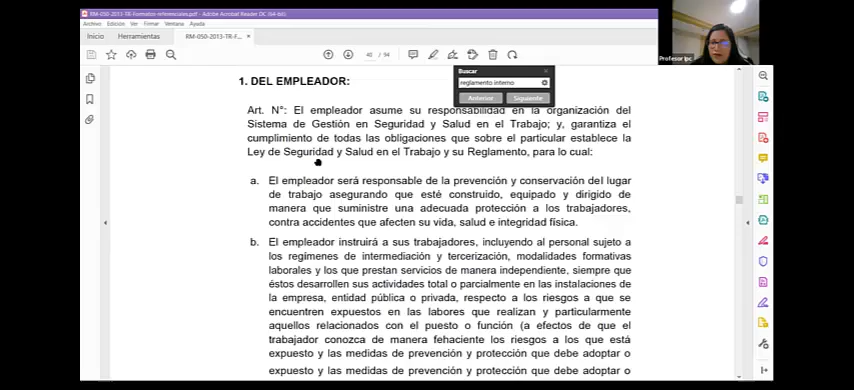 RM-050-2013-TR-Formatos-referenciales.pdf - Adobe Acrobat Reader DC (64-bit)
Archivo Edición Ver Firmar Ventana Ayuda
Inicio Herramientas RM-050-2013-TR-F... ×
40 / 94
Profesor ipc
Buscar
reglamento interno
Anterior Siguiente
1. DEL EMPLEADOR:
Art. N°: El empleador asume su responsabilidad en la organización del
Sistema de Gestión en Seguridad y Salud en el Trabajo; y, garantiza el
cumplimiento de todas las obligaciones que sobre el particular establece la
Ley de Seguridad y Salud en el Trabajo y su Reglamento, para lo cual:
a. El empleador será responsable de la prevención y conservación del lugar
de trabajo asegurando que esté construido, equipado y dirigido de
manera que suministre una adecuada protección a los trabajadores,
contra accidentes que afecten su vida, salud e integridad física.
b. El empleador instruirá a sus trabajadores, incluyendo al personal sujeto a
los regímenes de intermediación y tercerización, modalidades formativas
laborales y los que prestan servicios de manera independiente, siempre que
éstos desarrollen sus actividades total o parcialmente en las instalaciones de
la empresa, entidad pública o privada, respecto a los riesgos a que se
encuentren expuestos en las labores que realizan y particularmente
aquellos relacionados con el puesto o función (a efectos de que el
trabajador conozca de manera fehaciente los riesgos a los que está
expuesto y las medidas de prevención y protección que debe adoptar o
expuesto y las medidas de prevención y protección que debe adoptar o